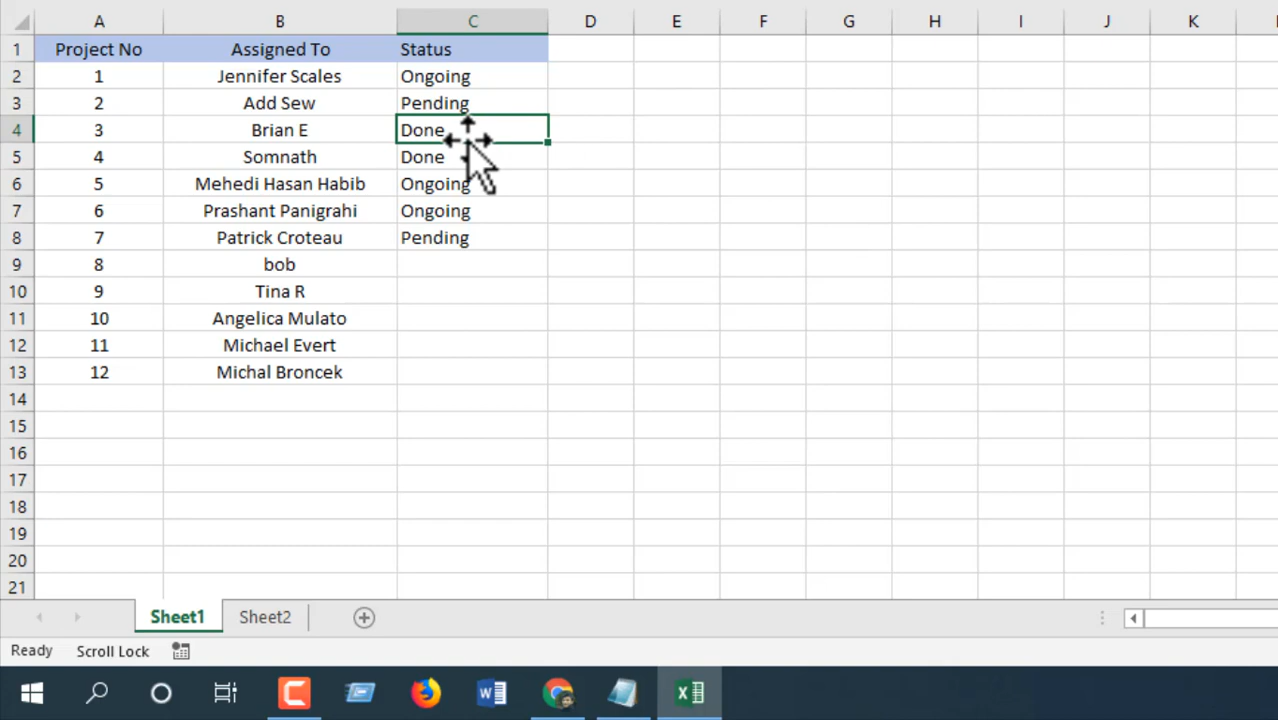 A B C D E F G H I J K
1 Project No Assigned To Status
2 1 Jennifer Scales Ongoing
3 2 Add Sew Pending
4 3 Brian E Done
5 4 Somnath Done
6 5 Mehedi Hasan Habib Ongoing
7 6 Prashant Panigrahi Ongoing
8 7 Patrick Croteau Pending
9 8 bob
10 9 Tina R
11 10 Angelica Mulato
12 11 Michael Evert
13 12 Michal Broncek
14
15
16
17
18
19
20
21
Sheet1 Sheet2
Ready Scroll Lock